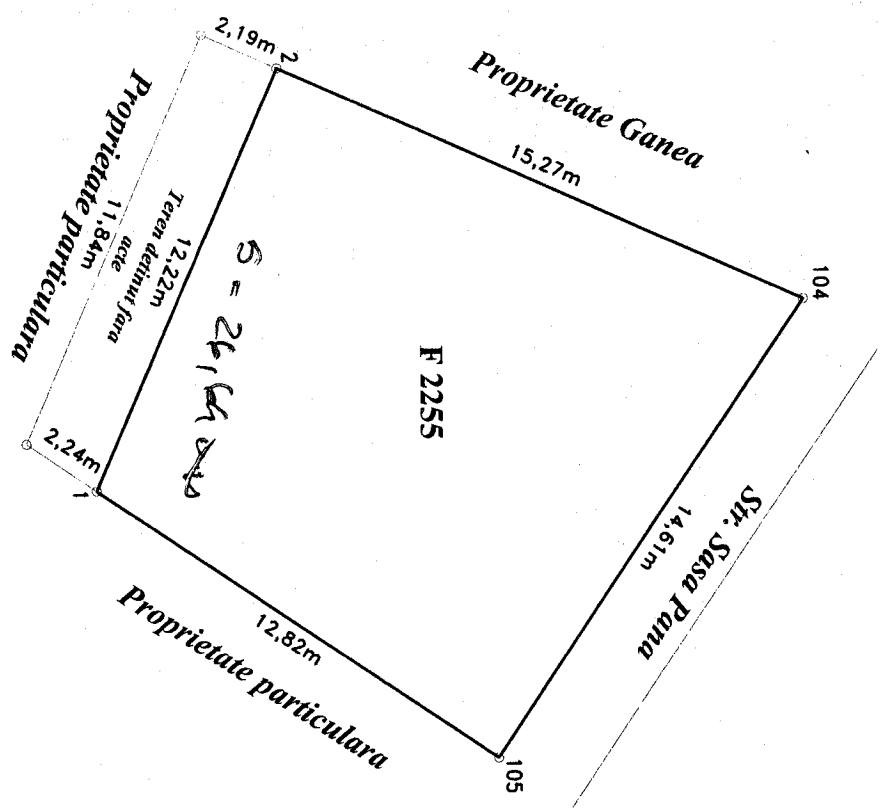 2,19m
2
Proprietate Ganea
15,27m
104
Proprietate particulara
11,84m
Teren detinut fara
acte
12,22m
S = 26,
F 2255
14,61m
Str. Sasa Pana
2,24m
1
12,82m
Proprietate particulara
105